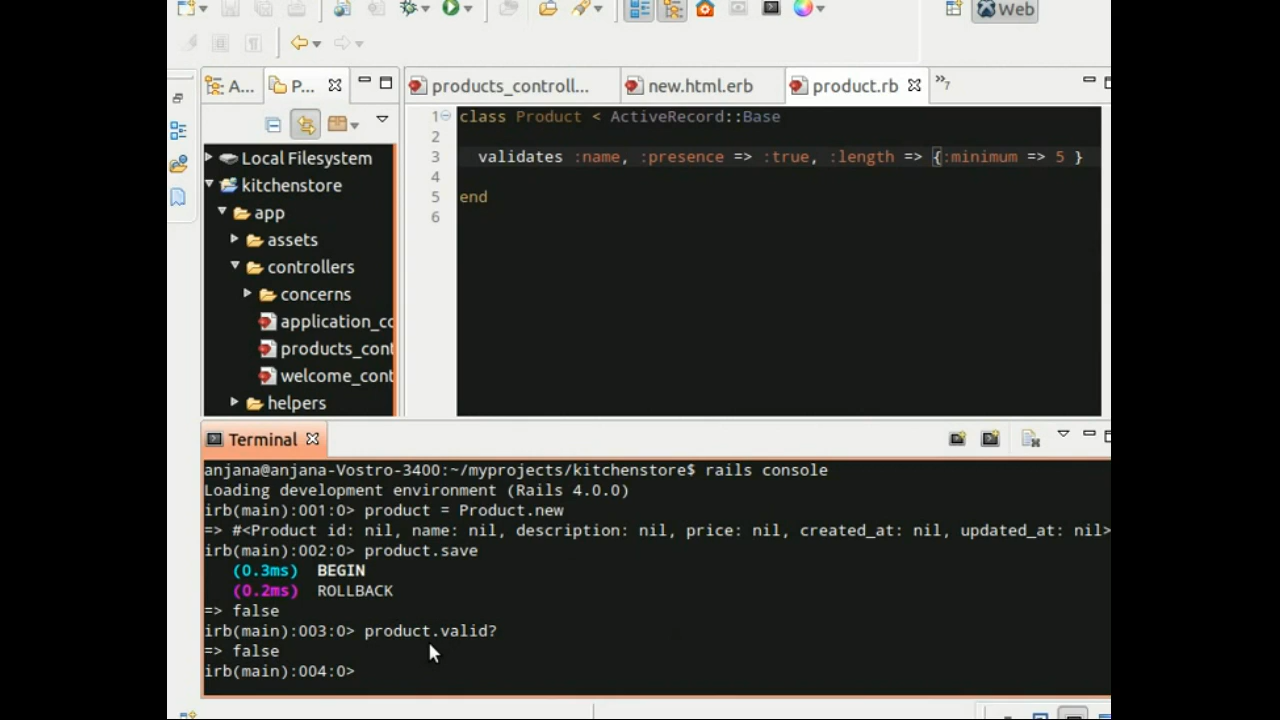 Web
A...
P...
products_controll...
new.html.erb
product.rb
»7
Local Filesystem
kitchenstore
app
assets
controllers
concerns
application_co
products_cont
welcome_cont
helpers
1 class Product < ActiveRecord::Base
2
3 validates :name, :presence => :true, :length => {:minimum => 5 }
4
5 end
6
Terminal
anjana@anjana-Vostro-3400:~/myprojects/kitchenstore$ rails console
Loading development environment (Rails 4.0.0)
irb(main):001:0> product = Product.new
=> #<Product id: nil, name: nil, description: nil, price: nil, created_at: nil, updated_at: nil>
irb(main):002:0> product.save
(0.3ms) BEGIN
(0.2ms) ROLLBACK
=> false
irb(main):003:0> product.valid?
=> false
irb(main):004:0>